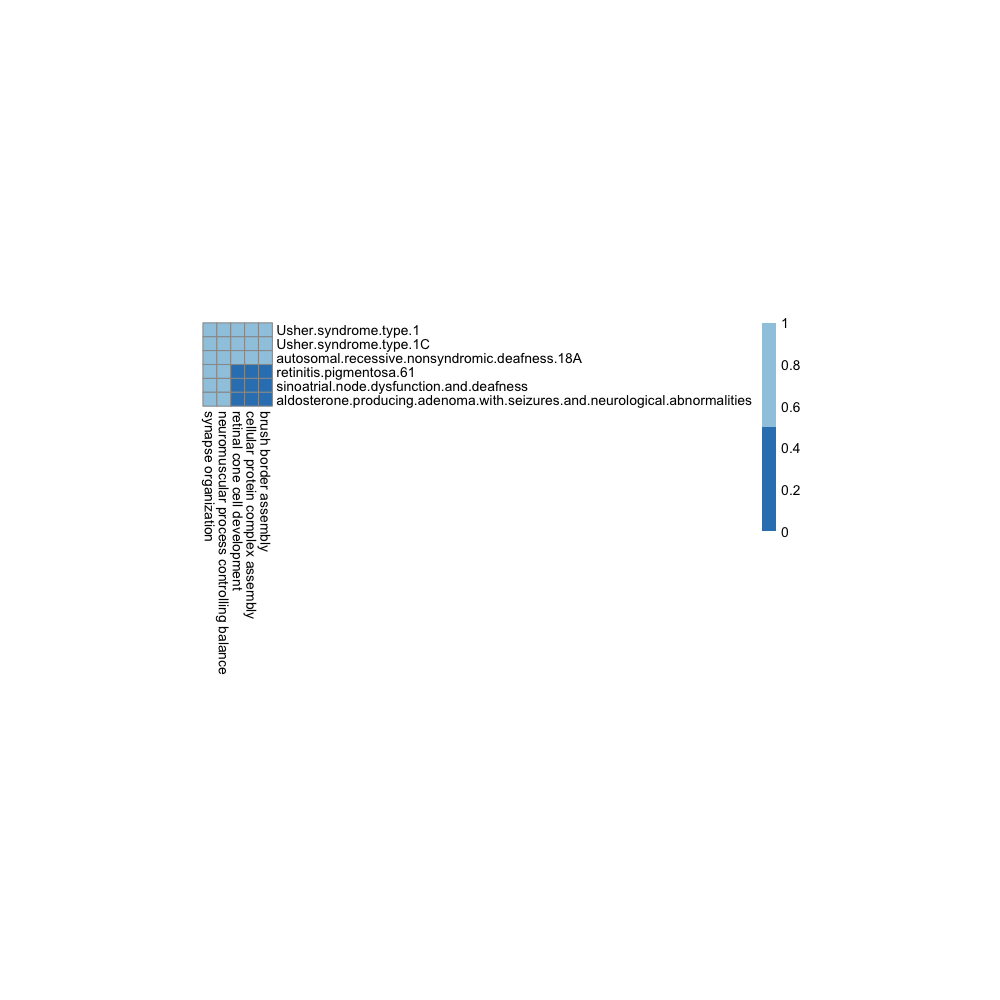 Usher.syndrome.type.1
Usher.syndrome.type.1C
autosomal.recessive.nonsyndromic.deafness.18A
retinitis.pigmentosa.61
sinoatrial.node.dysfunction.and.deafness
aldosterone.producing.adenoma.with.seizures.and.neurological.abnormalities
synapse organization
neuromuscular process controlling balance
retinal cone cell development
cellular protein complex assembly
brush border assembly
1
0.8
0.6
0.4
0.2
0